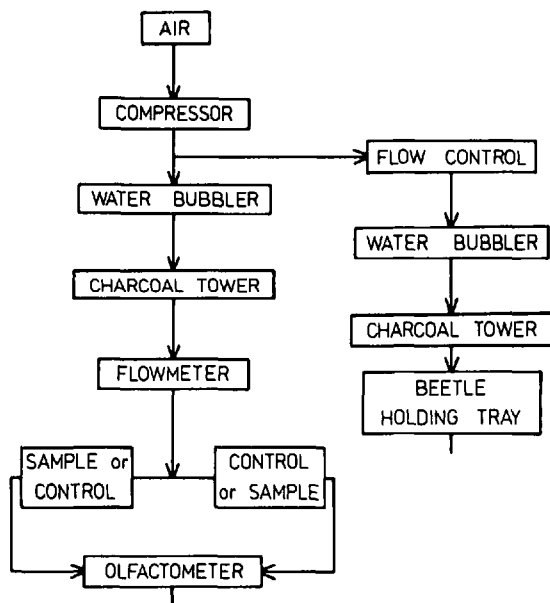 AIR
COMPRESSOR
FLOW CONTROL
WATER BUBBLER
WATER BUBBLER
CHARCOAL TOWER
CHARCOAL TOWER
FLOWMETER
BEETLE
HOLDING TRAY
SAMPLE or
CONTROL
CONTROL
or SAMPLE
OLFACTOMETER